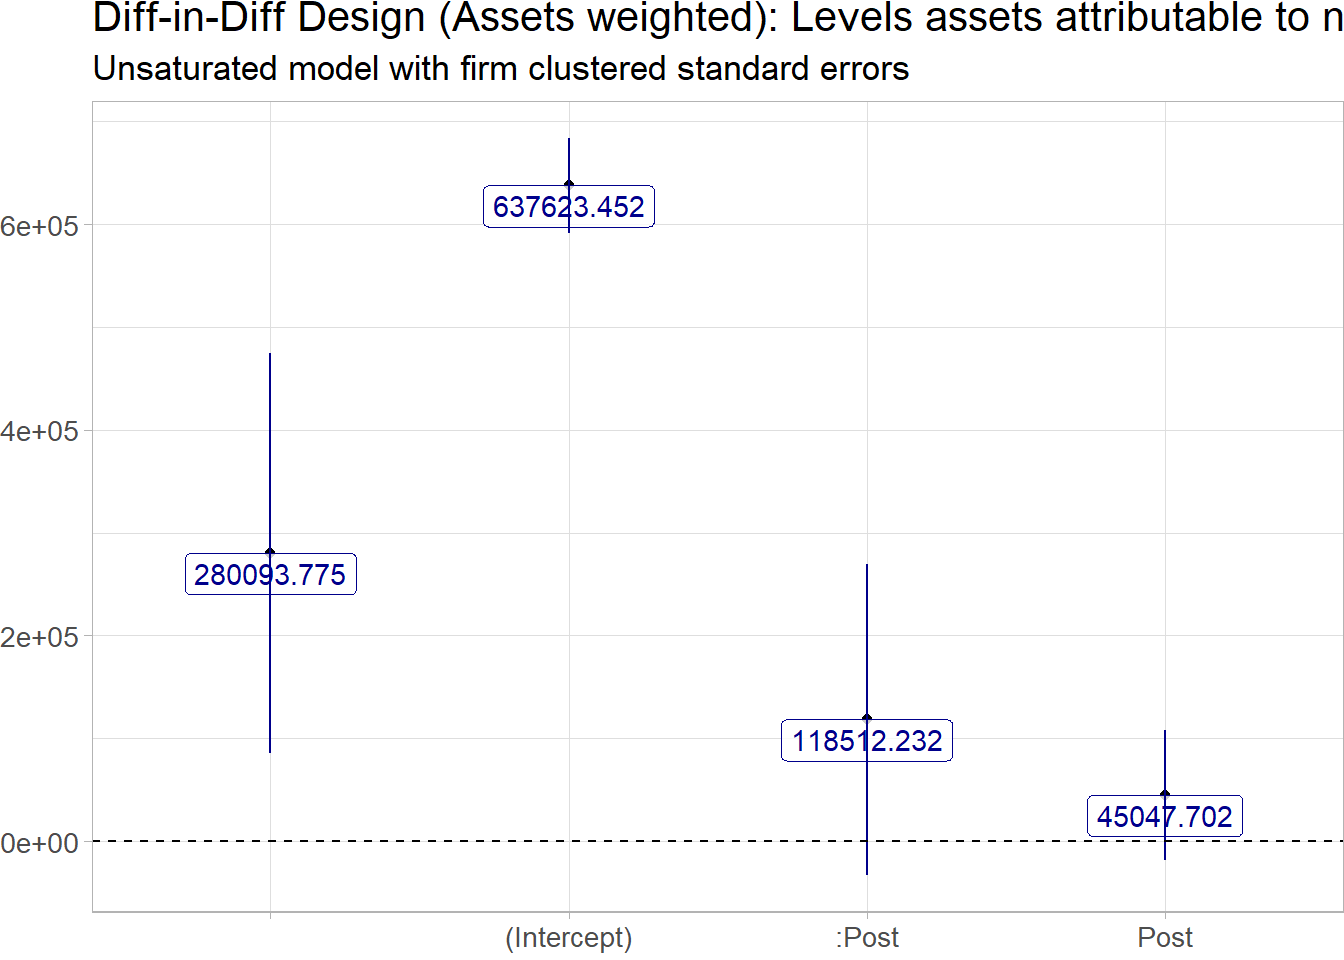 Diff-in-Diff Design (Assets weighted): Levels assets attributable to n
Unsaturated model with firm clustered standard errors
6e+05
4e+05
2e+05
0e+00
637623.452
280093.775
118512.232
45047.702
(Intercept)
:Post
Post